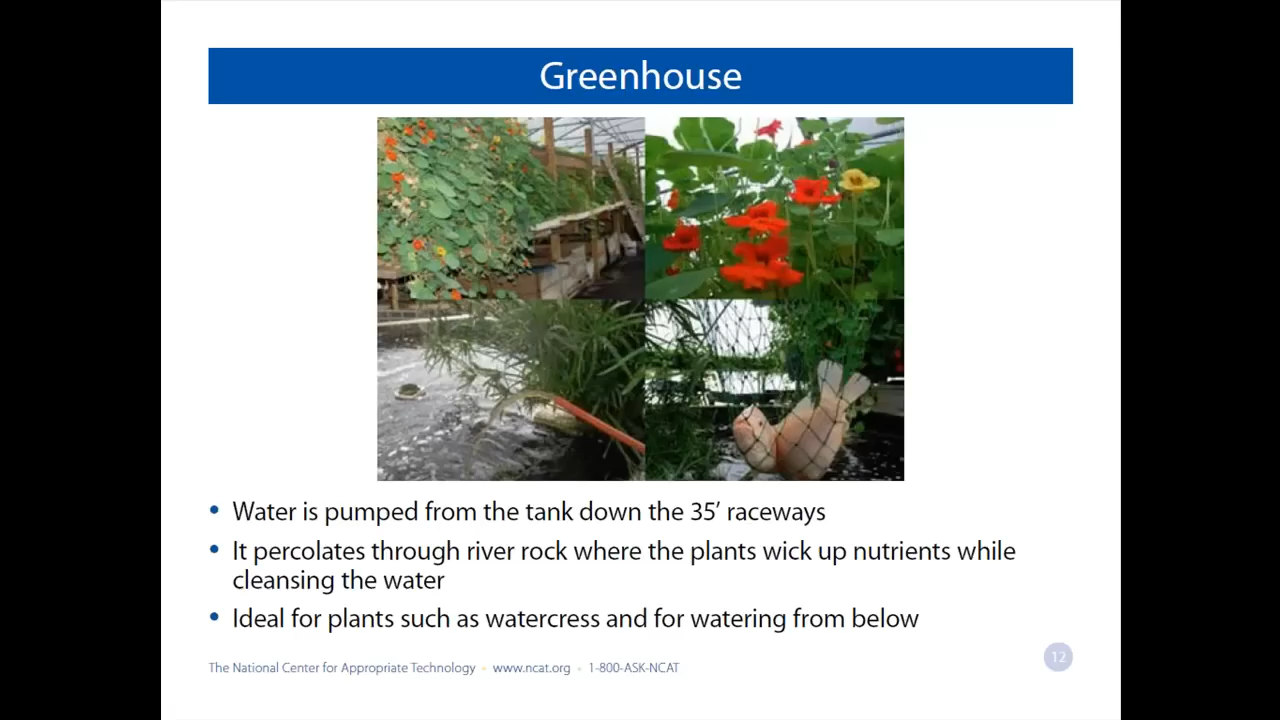 Greenhouse
• Water is pumped from the tank down the 35’ raceways
• It percolates through river rock where the plants wick up nutrients while
cleansing the water
• Ideal for plants such as watercress and for watering from below
The National Center for Appropriate Technology • www.ncat.org • 1-800-ASK-NCAT
12